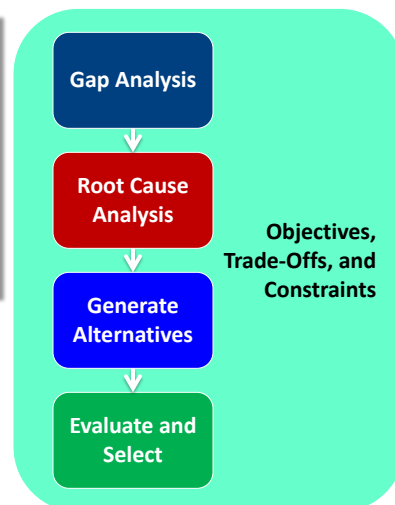 Gap Analysis
Root Cause
Analysis
Objectives,
Trade-Offs, and
Constraints
Generate
Alternatives
Evaluate and
Select